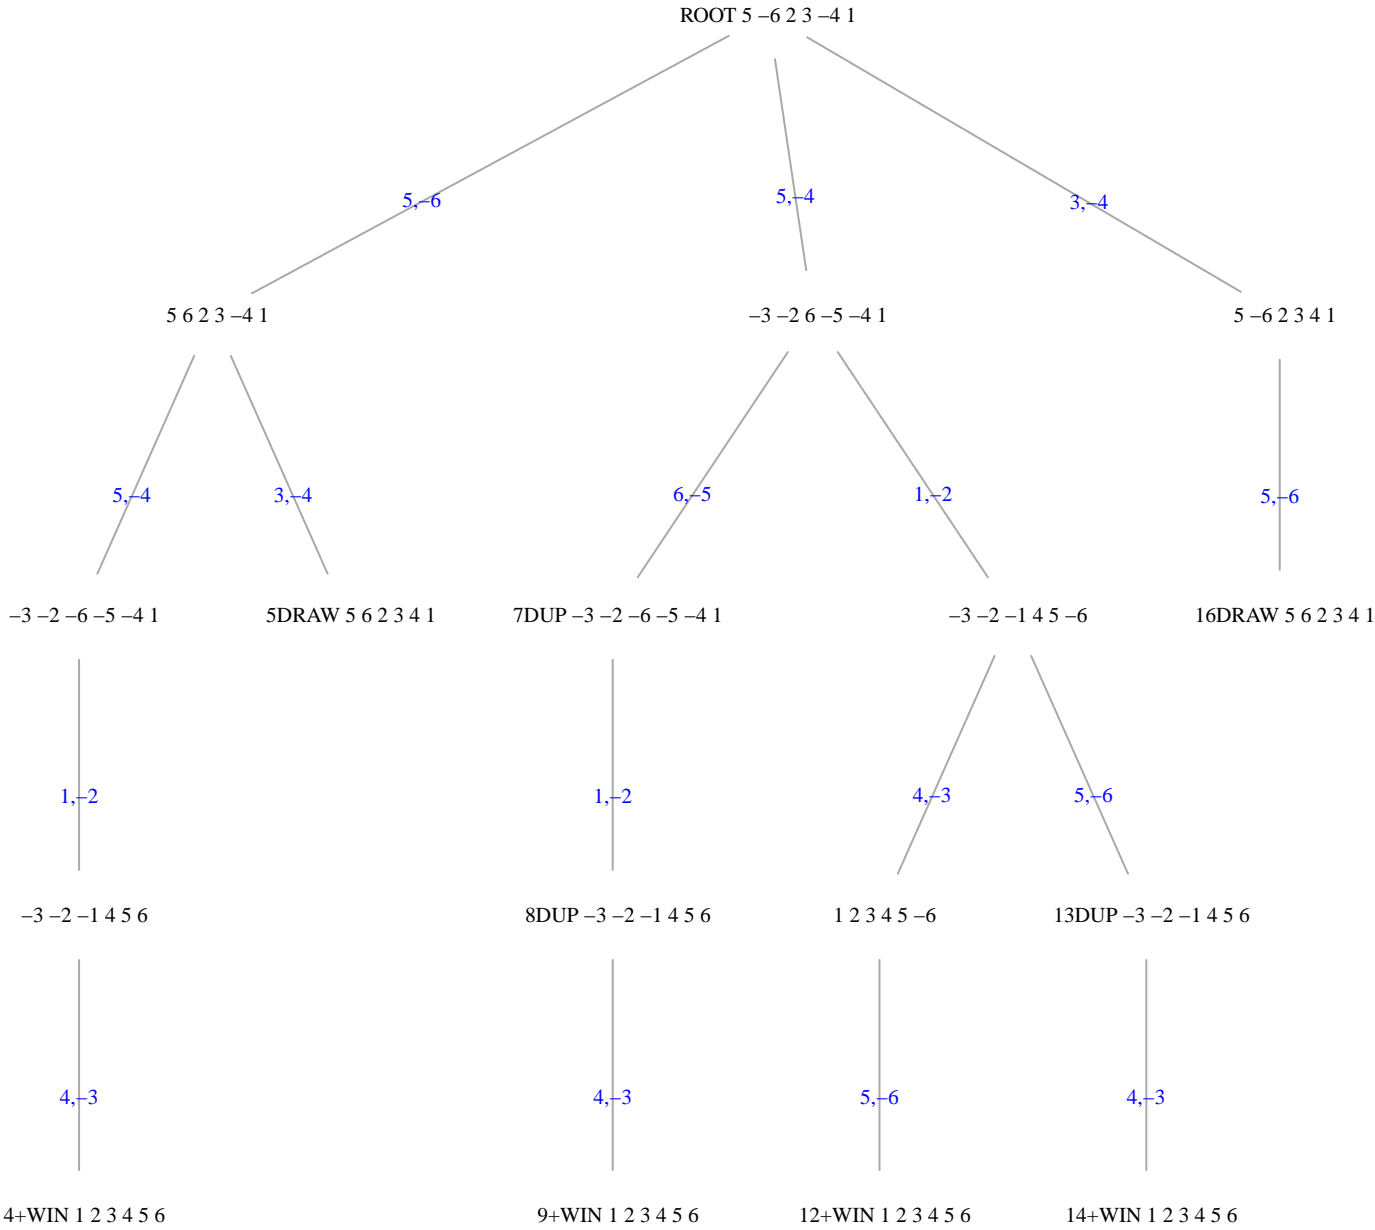 ROOT 5 –6 2 3 –4 1
5,–6
5,–4
3,–4
5 6 2 3 –4 1
–3 –2 6 –5 –4 1
5 –6 2 3 4 1
5,–4
3,–4
6,–5
1,–2
5,–6
–3 –2 –6 –5 –4 1
5DRAW 5 6 2 3 4 1
7DUP –3 –2 –6 –5 –4 1
–3 –2 –1 4 5 –6
16DRAW 5 6 2 3 4 1
1,–2
1,–2
4,–3
5,–6
–3 –2 –1 4 5 6
8DUP –3 –2 –1 4 5 6
1 2 3 4 5 –6
13DUP –3 –2 –1 4 5 6
4,–3
4,–3
5,–6
4,–3
4+WIN 1 2 3 4 5 6
9+WIN 1 2 3 4 5 6
12+WIN 1 2 3 4 5 6
14+WIN 1 2 3 4 5 6